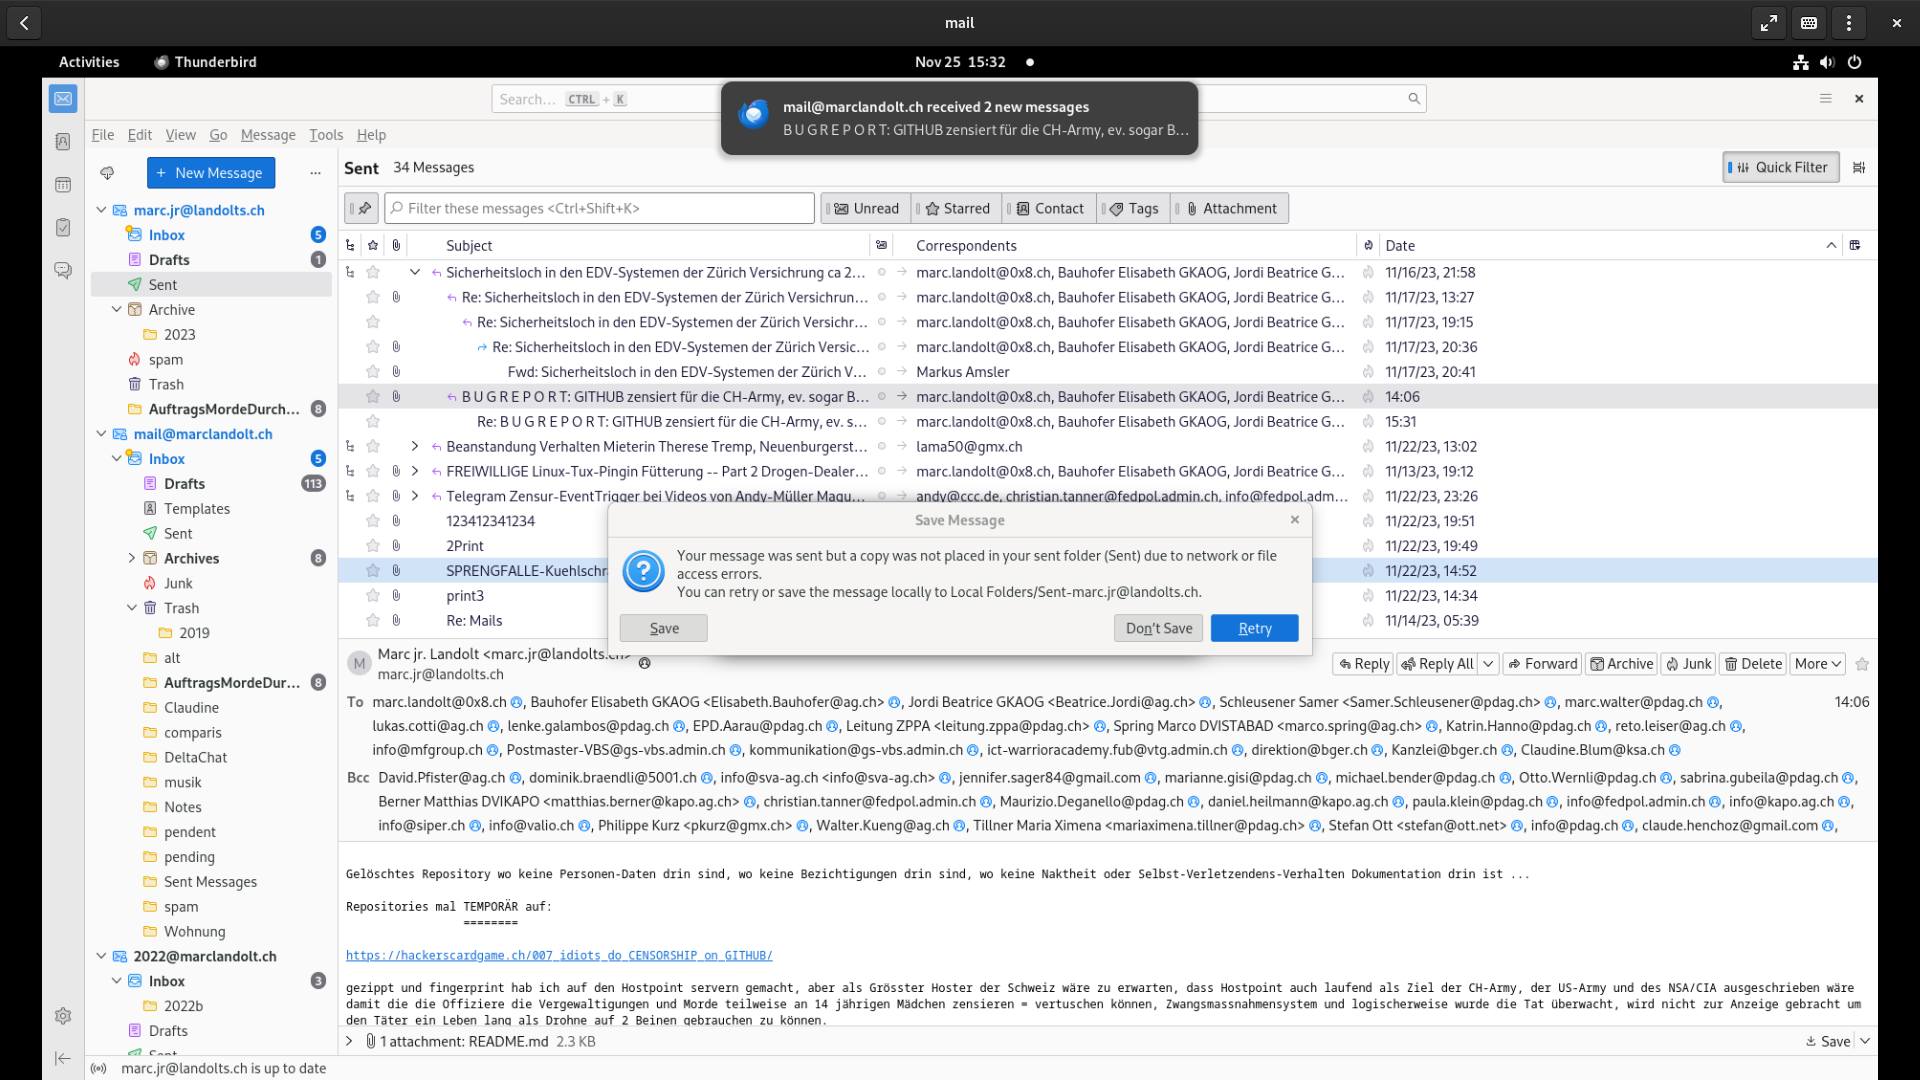 mail
Activities
Thunderbird
Nov 25 15:32
Search… CTRL + K
mail@marclandolt.ch received 2 new messages
B U G R E P O R T: GITHUB zensiert für die CH-Army, ev. sogar B…
File Edit View Go Message Tools Help
+ New Message
Sent 34 Messages
Quick Filter
Filter these messages <Ctrl+Shift+K>
Unread Starred Contact Tags Attachment
marc.jr@landolts.ch
Inbox 5
Drafts 1
Sent
Archive
2023
spam
Trash
AuftragsMordeDurch… 8
mail@marclandolt.ch
Inbox 5
Drafts 113
Templates
Sent
Archives 8
Junk
Trash
2019
alt
AuftragsMordeDur… 8
Claudine
comparis
DeltaChat
musik
Notes
pendent
pending
Sent Messages
spam
Wohnung
2022@marclandolt.ch
Inbox 3
2022b
Drafts
Subject Correspondents Date
Sicherheitsloch in den EDV-Systemen der Zürich Versichrung ca 2… marc.landolt@0x8.ch, Bauhofer Elisabeth GKAOG, Jordi Beatrice G… 11/16/23, 21:58
Re: Sicherheitsloch in den EDV-Systemen der Zürich Versichrun… marc.landolt@0x8.ch, Bauhofer Elisabeth GKAOG, Jordi Beatrice G… 11/17/23, 13:27
Re: Sicherheitsloch in den EDV-Systemen der Zürich Versichr… marc.landolt@0x8.ch, Bauhofer Elisabeth GKAOG, Jordi Beatrice G… 11/17/23, 19:15
Re: Sicherheitsloch in den EDV-Systemen der Zürich Versic… marc.landolt@0x8.ch, Bauhofer Elisabeth GKAOG, Jordi Beatrice G… 11/17/23, 20:36
Fwd: Sicherheitsloch in den EDV-Systemen der Zürich V… Markus Amsler 11/17/23, 20:41
B U G R E P O R T: GITHUB zensiert für die CH-Army, ev. sogar B… marc.landolt@0x8.ch, Bauhofer Elisabeth GKAOG, Jordi Beatrice G… 14:06
Re: B U G R E P O R T: GITHUB zensiert für die CH-Army, ev. s… marc.landolt@0x8.ch, Bauhofer Elisabeth GKAOG, Jordi Beatrice G… 15:31
Beanstandung Verhalten Mieterin Therese Tremp, Neuenburgerst… lama50@gmx.ch 11/22/23, 13:02
FREIWILLIGE Linux-Tux-Pingin Fütterung -- Part 2 Drogen-Dealer… marc.landolt@0x8.ch, Bauhofer Elisabeth GKAOG, Jordi Beatrice G… 11/13/23, 19:12
Telegram Zensur-EventTrigger bei Videos von Andy-Müller Magu… andy@ccc.de, christian.tanner@fedpol.admin.ch, info@fedpol.adm… 11/22/23, 23:26
123412341234 11/22/23, 19:51
2Print 11/22/23, 19:49
SPRENGFALLE-Kuehlschr 11/22/23, 14:52
print3 11/22/23, 14:34
Re: Mails 11/14/23, 05:39
Save Message
Your message was sent but a copy was not placed in your sent folder (Sent) due to network or file
access errors.
You can retry or save the message locally to Local Folders/Sent-marc.jr@landolts.ch.
Save Don't Save Retry
M
Marc jr. Landolt <marc.jr@landolts.ch>
marc.jr@landolts.ch
Reply Reply All Forward Archive Junk Delete More
To marc.landolt@0x8.ch, Bauhofer Elisabeth GKAOG <Elisabeth.Bauhofer@ag.ch>, Jordi Beatrice GKAOG <Beatrice.Jordi@ag.ch>, Schleusener Samer <Samer.Schleusener@pdag.ch>, marc.walter@pdag.ch, 14:06
lukas.cotti@ag.ch, lenke.galambos@pdag.ch, EPD.Aarau@pdag.ch, Leitung ZPPA <leitung.zppa@pdag.ch>, Spring Marco DVISTABAD <marco.spring@ag.ch>, Katrin.Hanno@pdag.ch, reto.leiser@ag.ch,
info@mfgroup.ch, Postmaster-VBS@gs-vbs.admin.ch, kommunikation@gs-vbs.admin.ch, ict-warrioracademy.fub@vtg.admin.ch, direktion@bger.ch, Kanzlei@bger.ch, Claudine.Blum@ksa.ch
Bcc David.Pfister@ag.ch, dominik.braendli@5001.ch, info@sva-ag.ch <info@sva-ag.ch>, jennifer.sager84@gmail.com, marianne.gisi@pdag.ch, michael.bender@pdag.ch, Otto.Wernli@pdag.ch, sabrina.gubeila@pdag.ch,
Berner Matthias DVIKAPO <matthias.berner@kapo.ag.ch>, christian.tanner@fedpol.admin.ch, Maurizio.Deganello@pdag.ch, daniel.heilmann@kapo.ag.ch, paula.klein@pdag.ch, info@fedpol.admin.ch, info@kapo.ag.ch,
info@siper.ch, info@valio.ch, Philippe Kurz <pkurz@gmx.ch>, Walter.Kueng@ag.ch, Tillner Maria Ximena <mariaximena.tillner@pdag.ch>, Stefan Ott <stefan@ott.net>, info@pdag.ch, claude.henchoz@gmail.com,
Gelöschtes Repository wo keine Personen-Daten drin sind, wo keine Bezichtigungen drin sind, wo keine Naktheit oder Selbst-Verletzendens-Verhalten Dokumentation drin ist ...
Repositories mal TEMPORÄR auf:
========
https://hackerscardgame.ch/007_idiots_do_CENSORSHIP_on_GITHUB/
gezippt und fingerprint hab ich auf den Hostpoint servern gemacht, aber als Grösster Hoster der Schweiz wäre zu erwarten, dass Hostpoint auch laufend als Ziel der CH-Army, der US-Army und des NSA/CIA ausgeschrieben wäre
damit die die Offiziere die Vergewaltigungen und Morde teilweise an 14 jährigen Mädchen zensieren = vertuschen können, Zwangsmassnahmensystem und logischerweise wurde die Tat überwacht, wird nicht zur Anzeige gebracht um
den Täter ein Leben lang als Drohne auf 2 Beinen gebrauchen zu können.
1 attachment: README.md 2.3 KB Save
marc.jr@landolts.ch is up to date